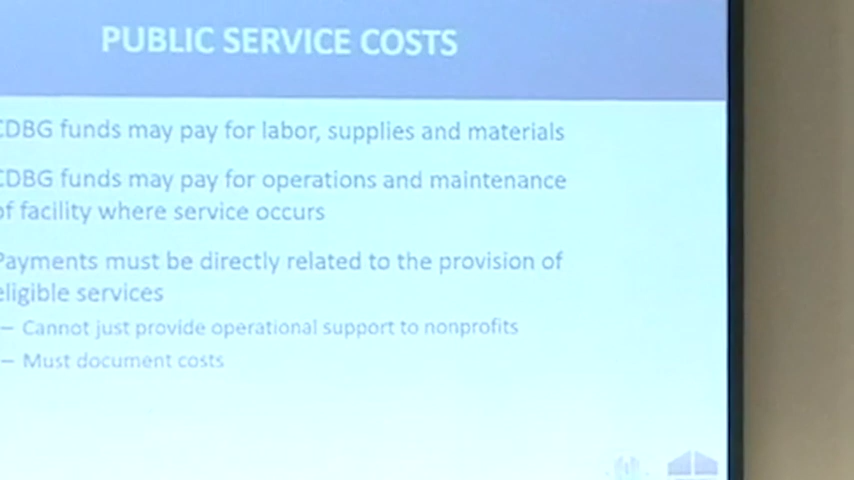 PUBLIC SERVICE COSTS
CDBG funds may pay for labor, supplies and materials
CDBG funds may pay for operations and maintenance
of facility where service occurs
Payments must be directly related to the provision of
eligible services
– Cannot just provide operational support to nonprofits
– Must document costs